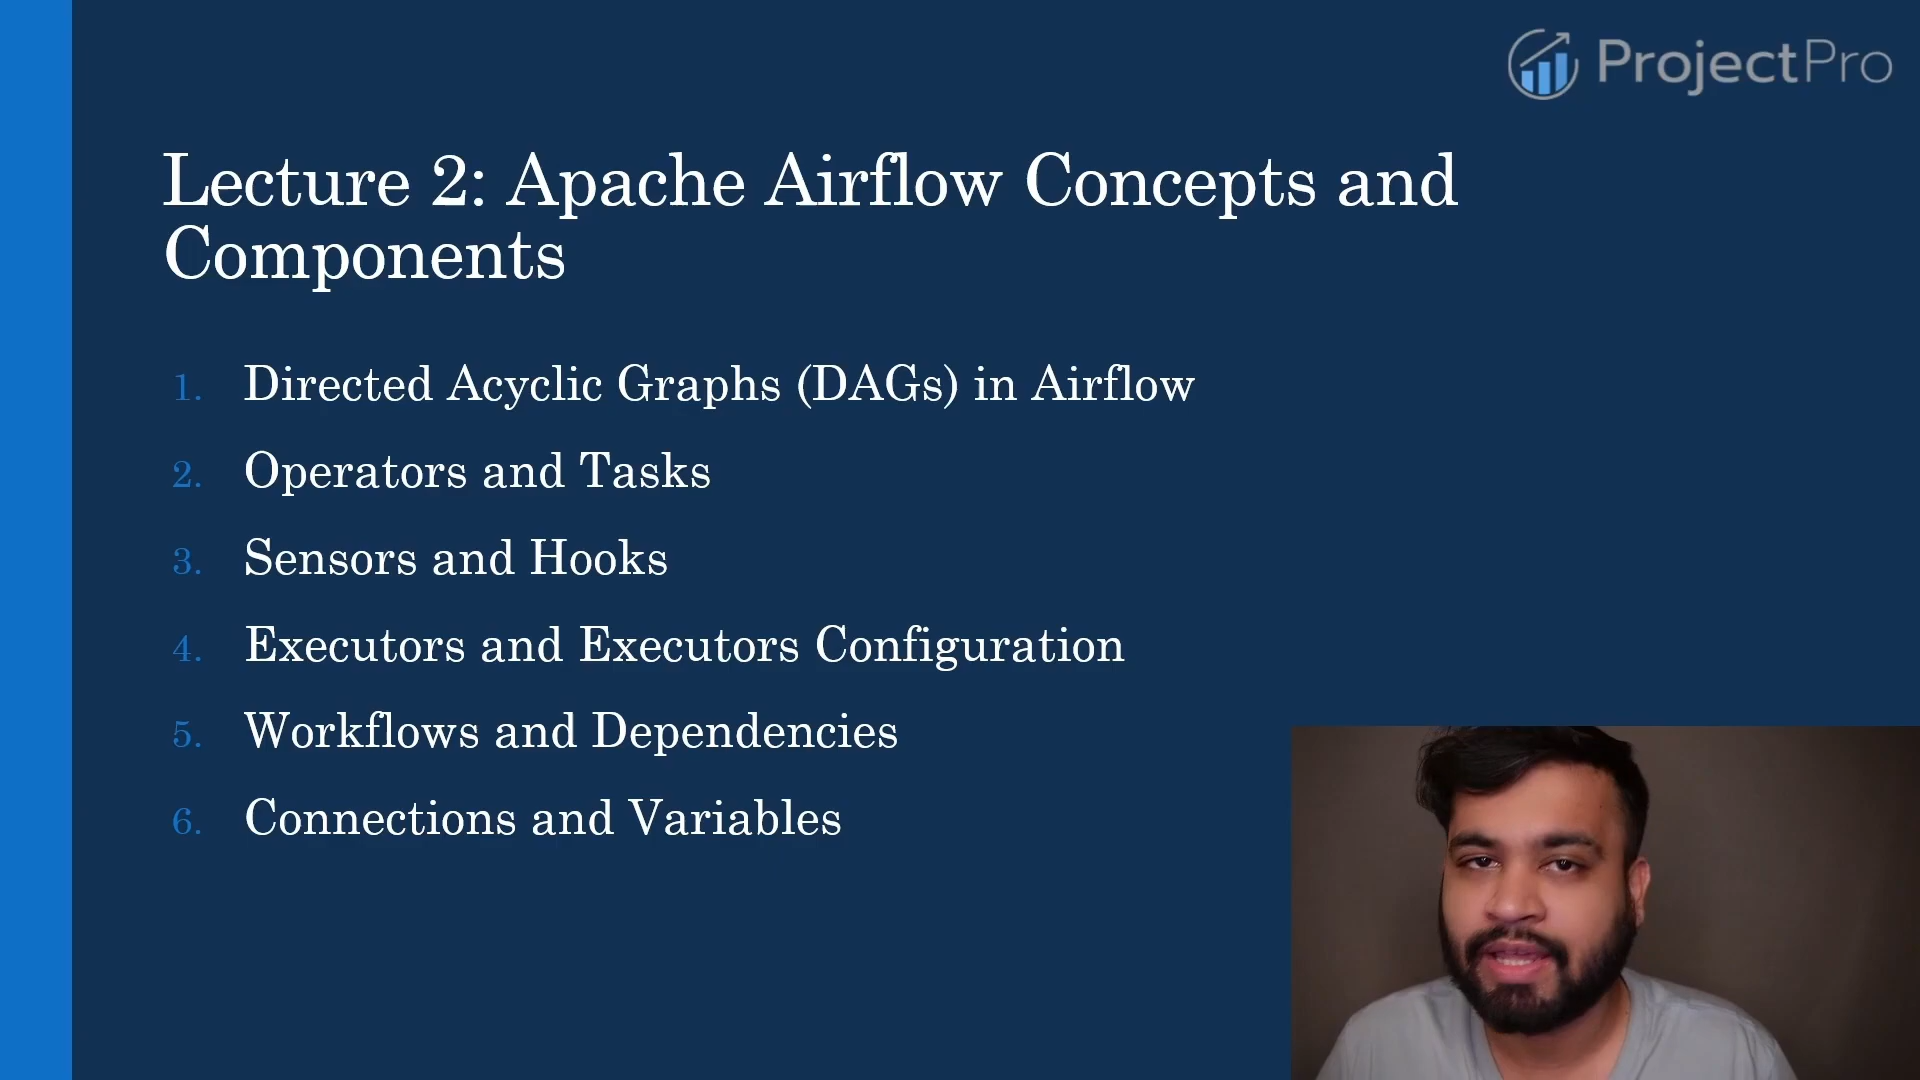 ProjectPro
Lecture 2: Apache Airflow Concepts and
Components
1. Directed Acyclic Graphs (DAGs) in Airflow
2. Operators and Tasks
3. Sensors and Hooks
4. Executors and Executors Configuration
5. Workflows and Dependencies
6. Connections and Variables